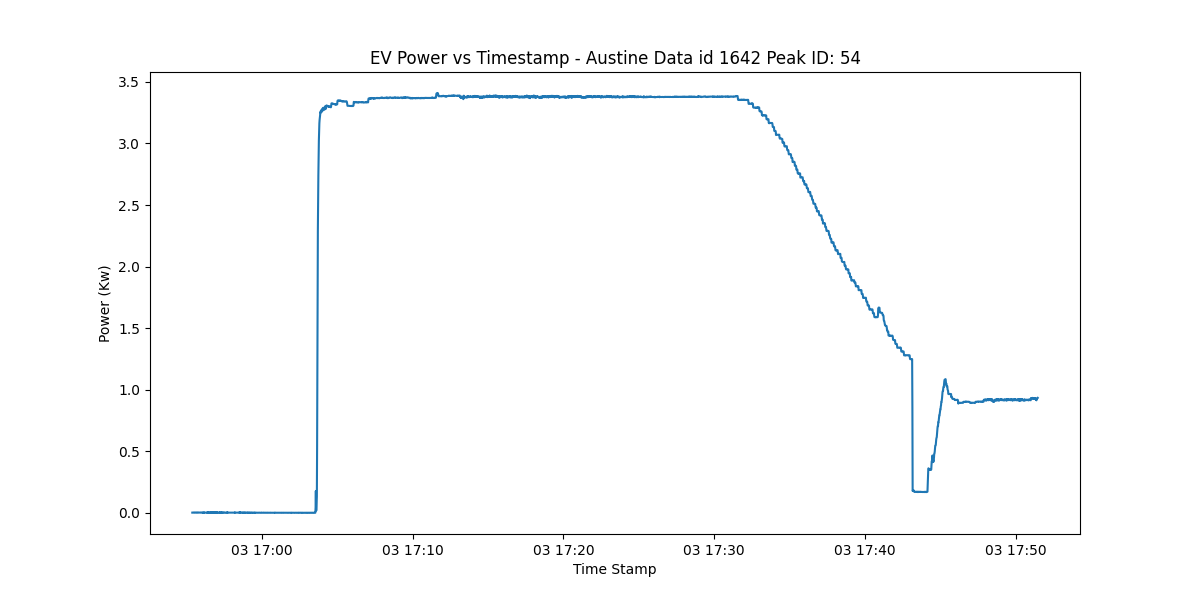 EV Power vs Timestamp - Austine Data id 1642 Peak ID: 54
3.5
3.0
2.5
2.0
1.5
1.0
0.5
0.0
Power (Kw)
03 17:00 03 17:10 03 17:20 03 17:30 03 17:40 03 17:50
Time Stamp